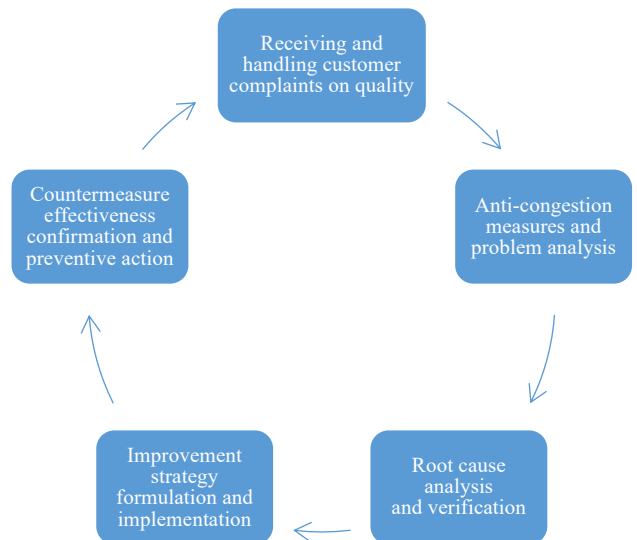 Receiving and
handling customer
complaints on quality
Anti-congestion
measures and
problem analysis
Root cause
analysis
and verification
Improvement
strategy
formulation and
implementation
Countermeasure
effectiveness
confirmation and
preventive action